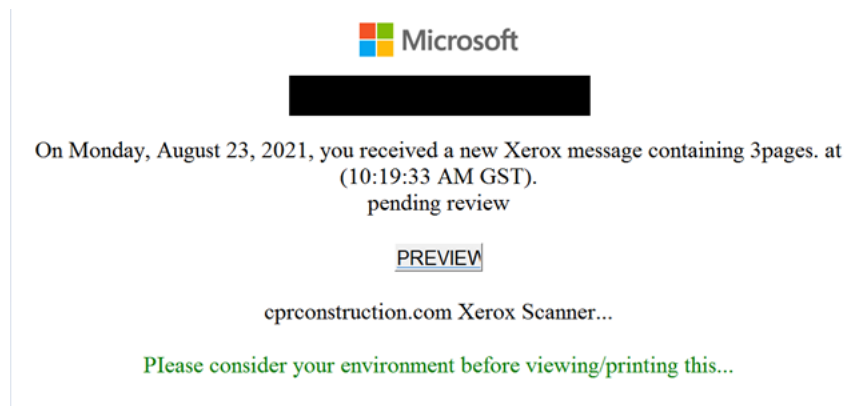 Microsoft
On Monday, August 23, 2021, you received a new Xerox message containing 3pages. at
(10:19:33 AM GST).
pending review
PREVIEW
cprconstruction.com Xerox Scanner...
PIease consider your environment before viewing/printing this...